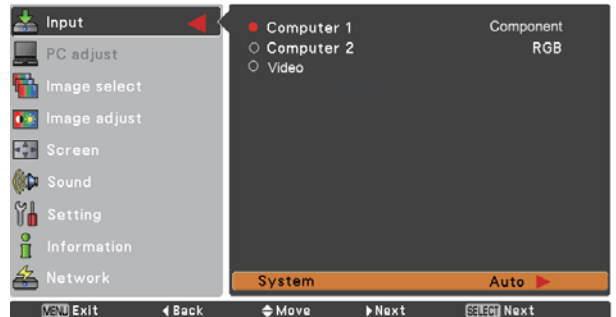 Input
PC adjust
Image select
Image adjust
Screen
Sound
Setting
Information
Network
Computer 1 Component
Computer 2 RGB
Video
System Auto
MENU Exit Back Move Next SELECT Next